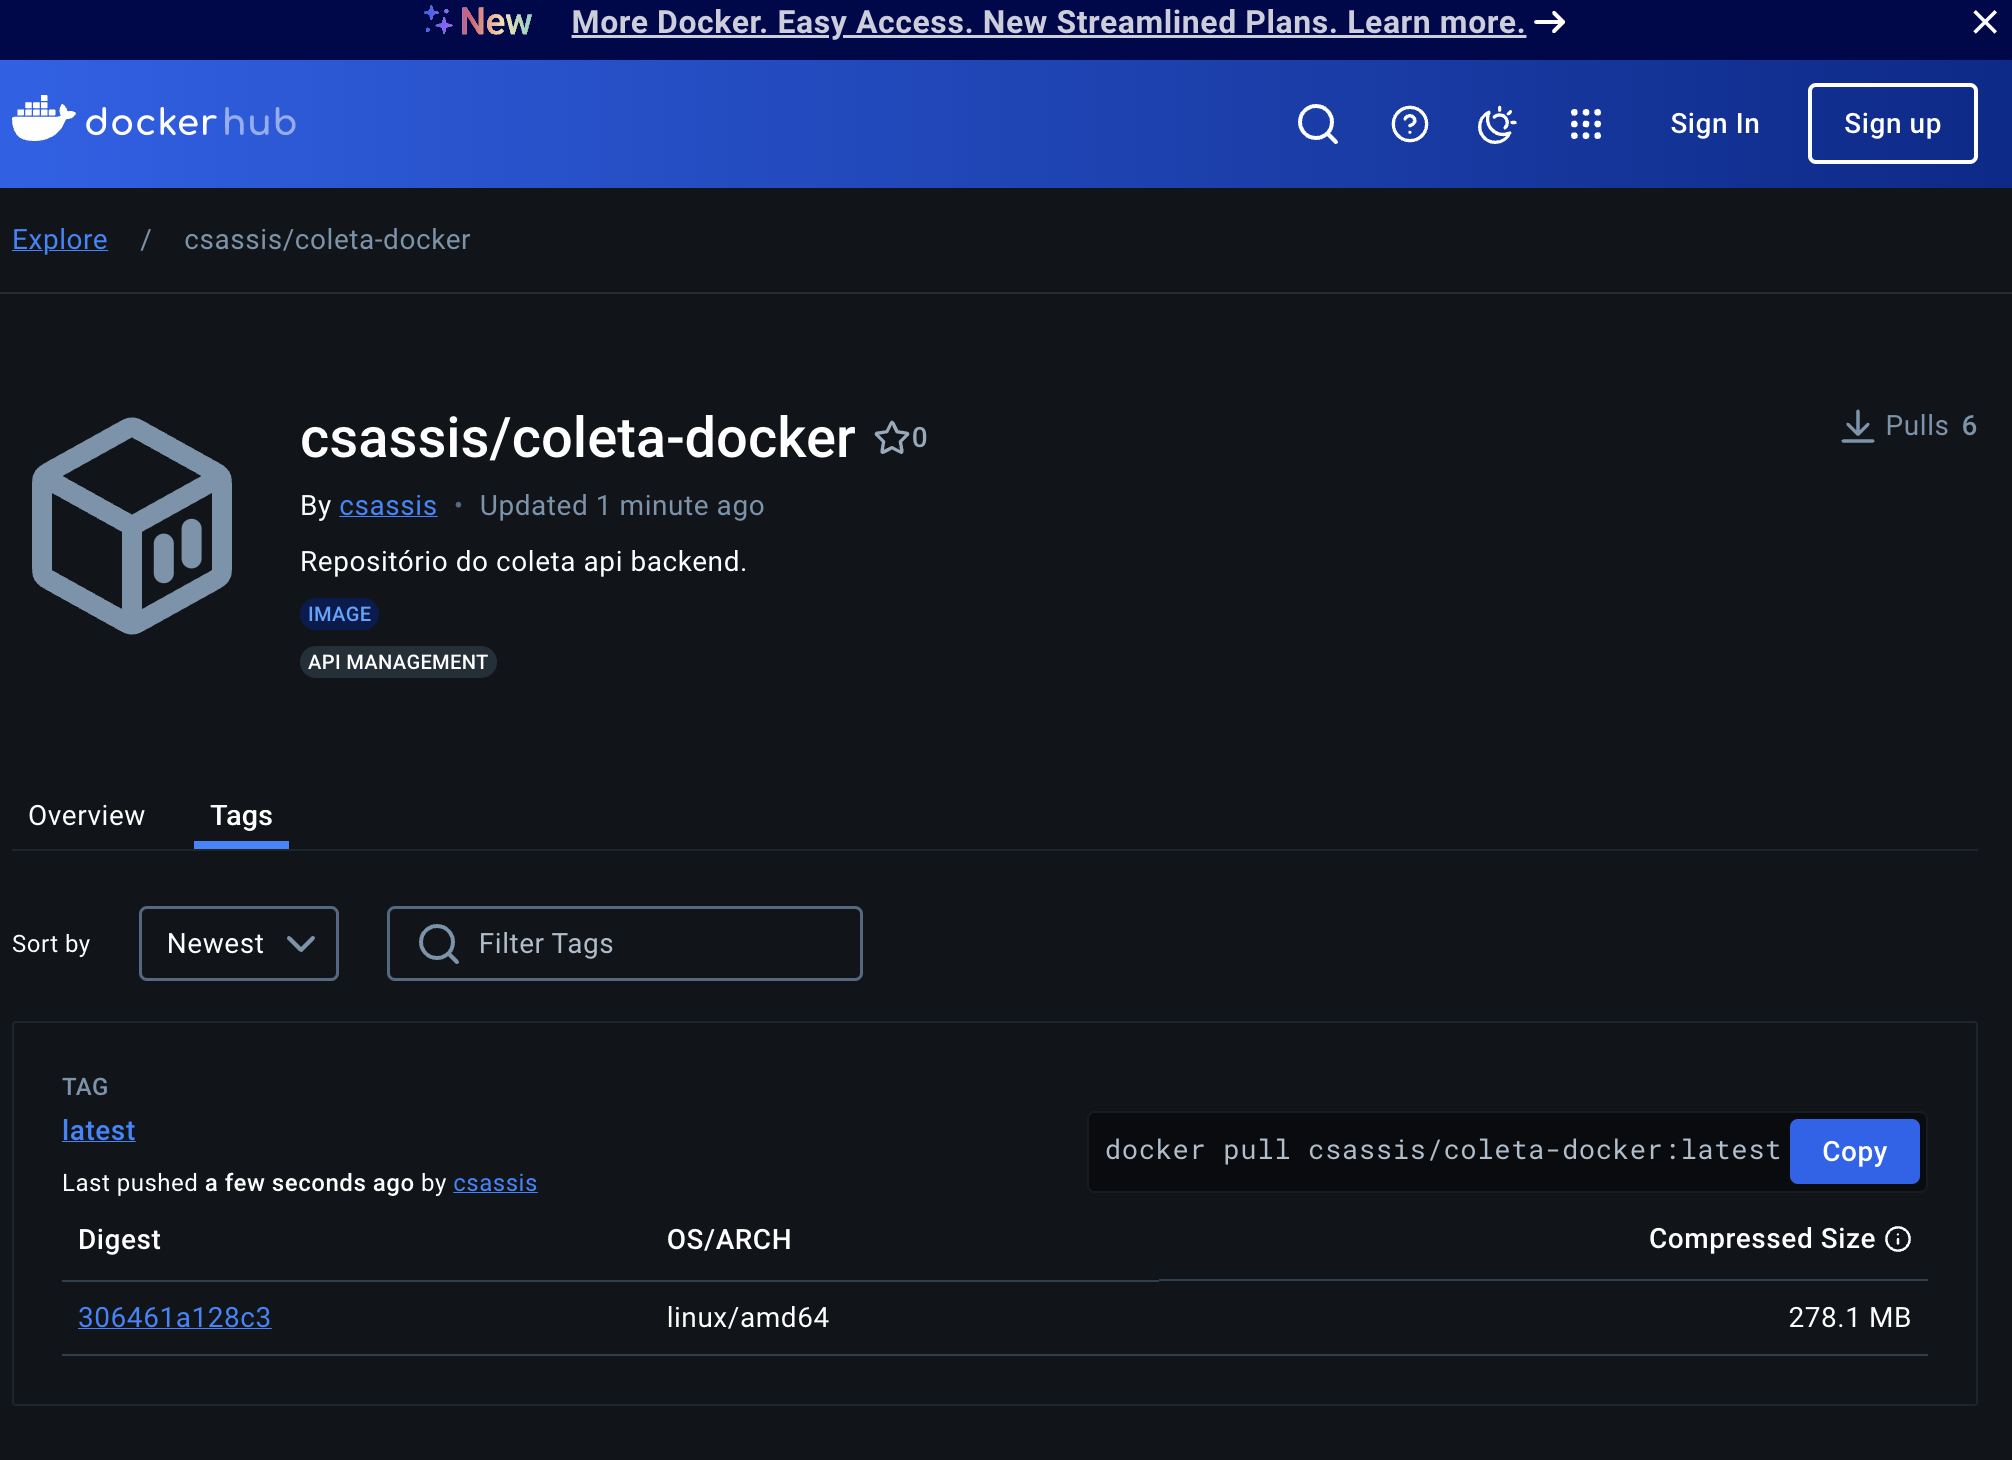 New More Docker. Easy Access. New Streamlined Plans. Learn more.
dockerhub Sign In Sign up
Explore / csassis/coleta-docker
csassis/coleta-docker 0
Pulls 6
By csassis • Updated 1 minute ago
Repositório do coleta api backend.
IMAGE
API MANAGEMENT
Overview Tags
Sort by Newest Filter Tags
TAG
latest
docker pull csassis/coleta-docker:latest Copy
Last pushed a few seconds ago by csassis
Digest OS/ARCH Compressed Size
306461a128c3 linux/amd64 278.1 MB